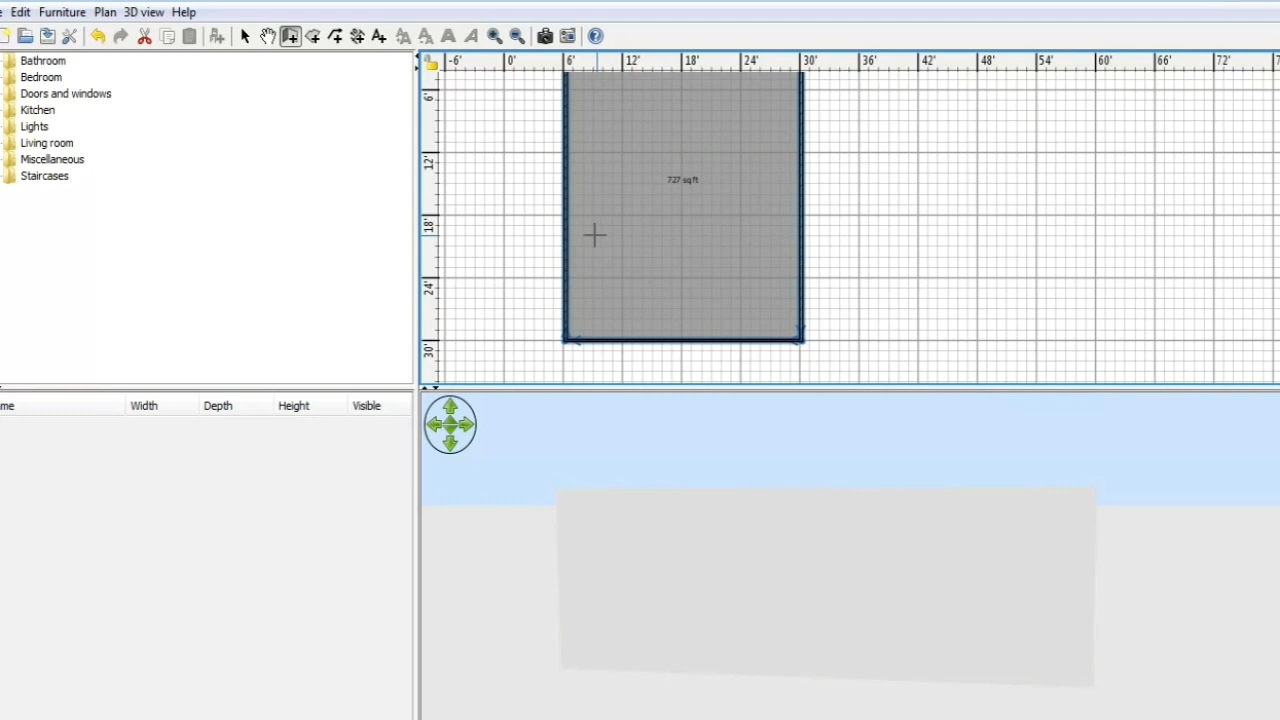 e Edit Furniture Plan 3D view Help
Bathroom
Bedroom
Doors and windows
Kitchen
Lights
Living room
Miscellaneous
Staircases
-6' 0' 6' 12' 18' 24' 30' 36' 42' 48' 54' 60' 66' 72'
6'
12'
18'
24'
30'
727 sq ft
me Width Depth Height Visible